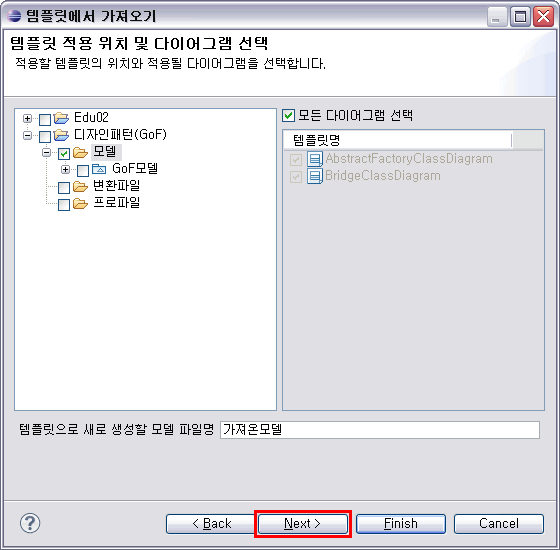 템플릿에서 가져오기
템플릿 적용 위치 및 다이어그램 선택
적용할 템플릿의 위치와 적용될 다이어그램을 선택합니다.
Edu02
디자인패턴(GoF)
모델
GoF모델
변환파일
프로파일
모든 다이어그램 선택
템플릿명
AbstractFactoryClassDiagram
BridgeClassDiagram
템플릿으로 새로 생성할 모델 파일명 가져온모델
? < Back Next > Finish Cancel